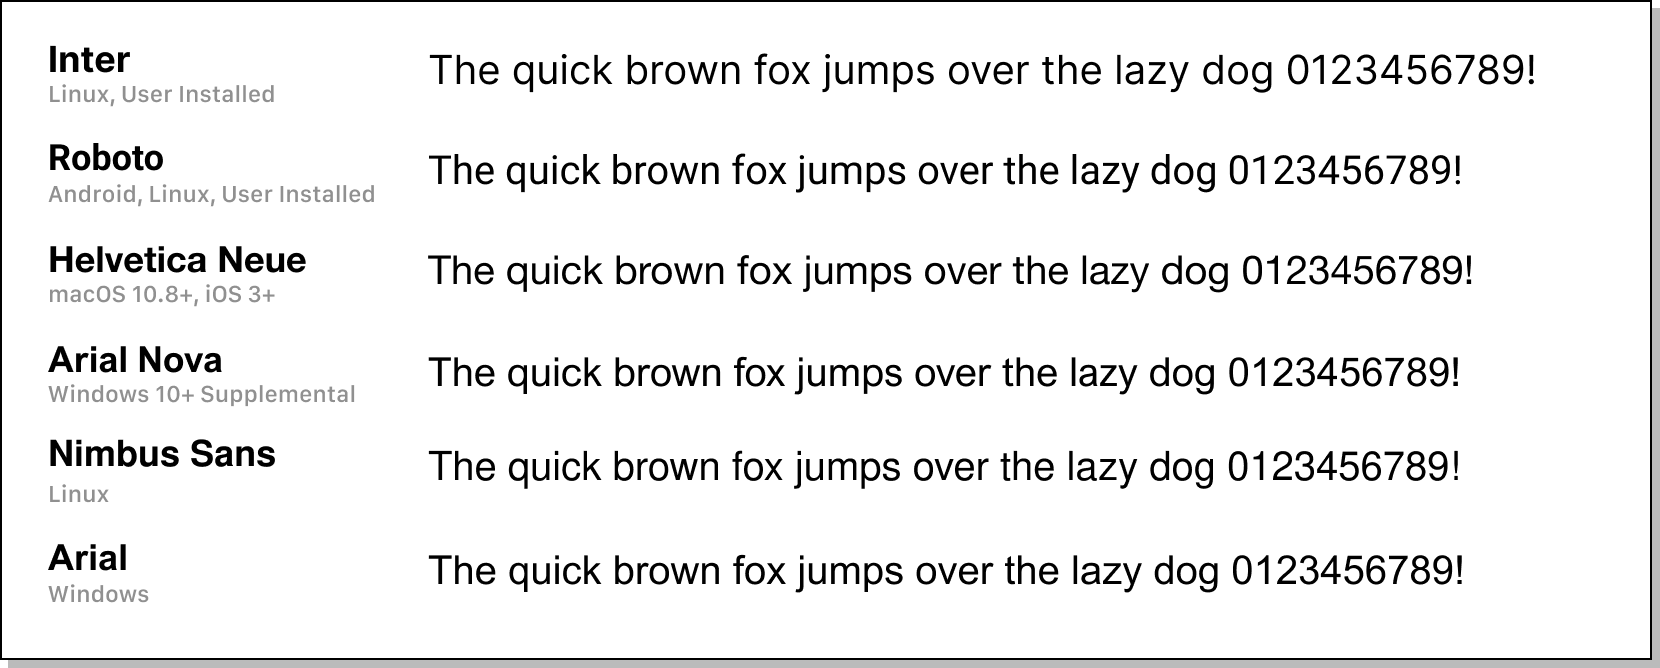 Inter
Linux, User Installed
The quick brown fox jumps over the lazy dog 0123456789!
Roboto
Android, Linux, User Installed
The quick brown fox jumps over the lazy dog 0123456789!
Helvetica Neue
macOS 10.8+, iOS 3+
The quick brown fox jumps over the lazy dog 0123456789!
Arial Nova
Windows 10+ Supplemental
The quick brown fox jumps over the lazy dog 0123456789!
Nimbus Sans
Linux
The quick brown fox jumps over the lazy dog 0123456789!
Arial
Windows
The quick brown fox jumps over the lazy dog 0123456789!